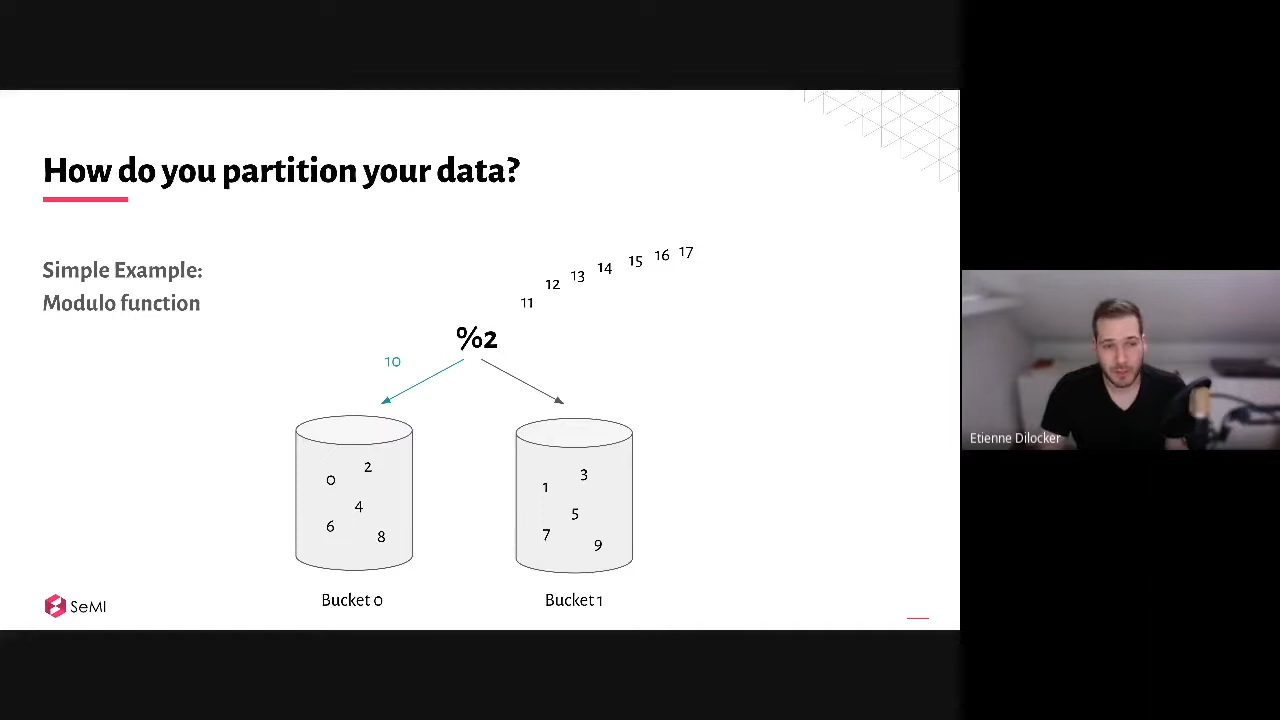 How do you partition your data?
Simple Example:
Modulo function
11 12 13 14 15 16 17
%2
10
0 2 4 6 8
1 3 5 7 9
Bucket 0
Bucket 1
SeMI
Etienne Dilocker